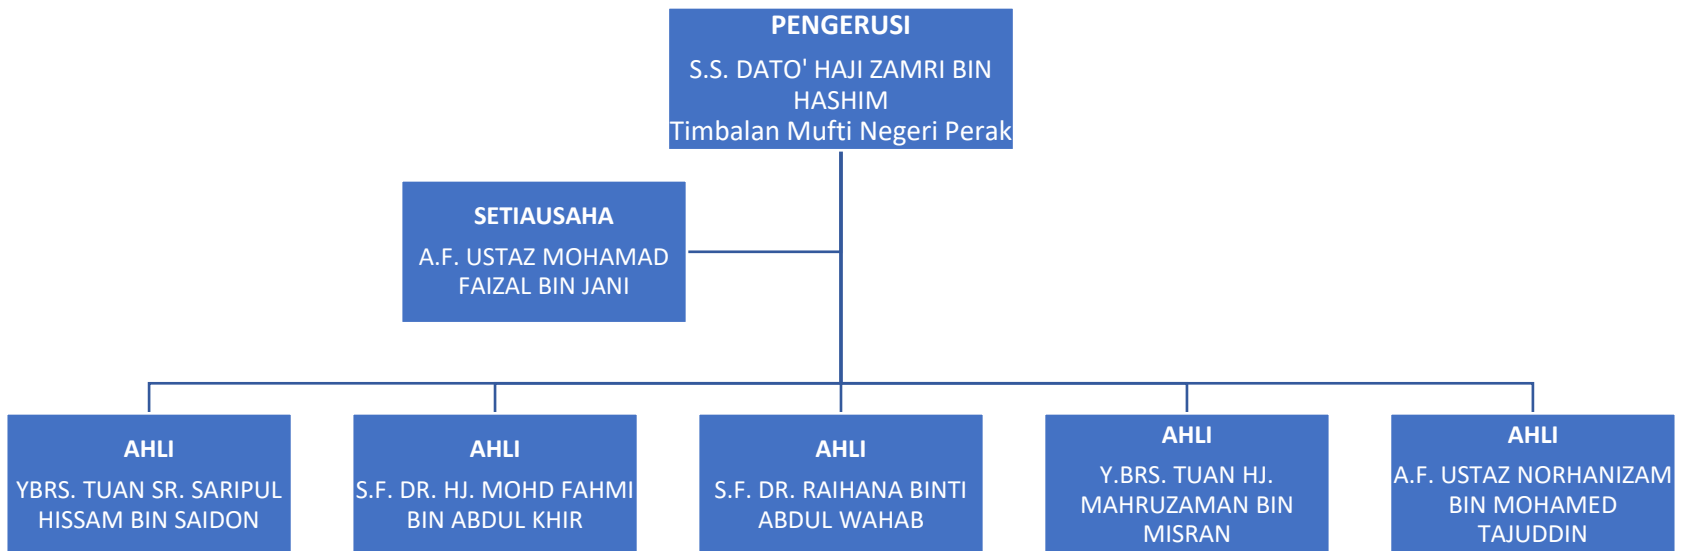 PENGERUSI
S.S. DATO' HAJI ZAMRI BIN
HASHIM
Timbalan Mufti Negeri Perak
SETIAUSAHA
A.F. USTAZ MOHAMAD
FAIZAL BIN JANI
AHLI
YBRS. TUAN SR. SARIPUL
HISSAM BIN SAIDON
AHLI
S.F. DR. HJ. MOHD FAHMI
BIN ABDUL KHIR
AHLI
S.F. DR. RAIHANA BINTI
ABDUL WAHAB
AHLI
Y.BRS. TUAN HJ.
MAHRUZAMAN BIN
MISRAN
AHLI
A.F. USTAZ NORHANIZAM
BIN MOHAMED
TAJUDDIN